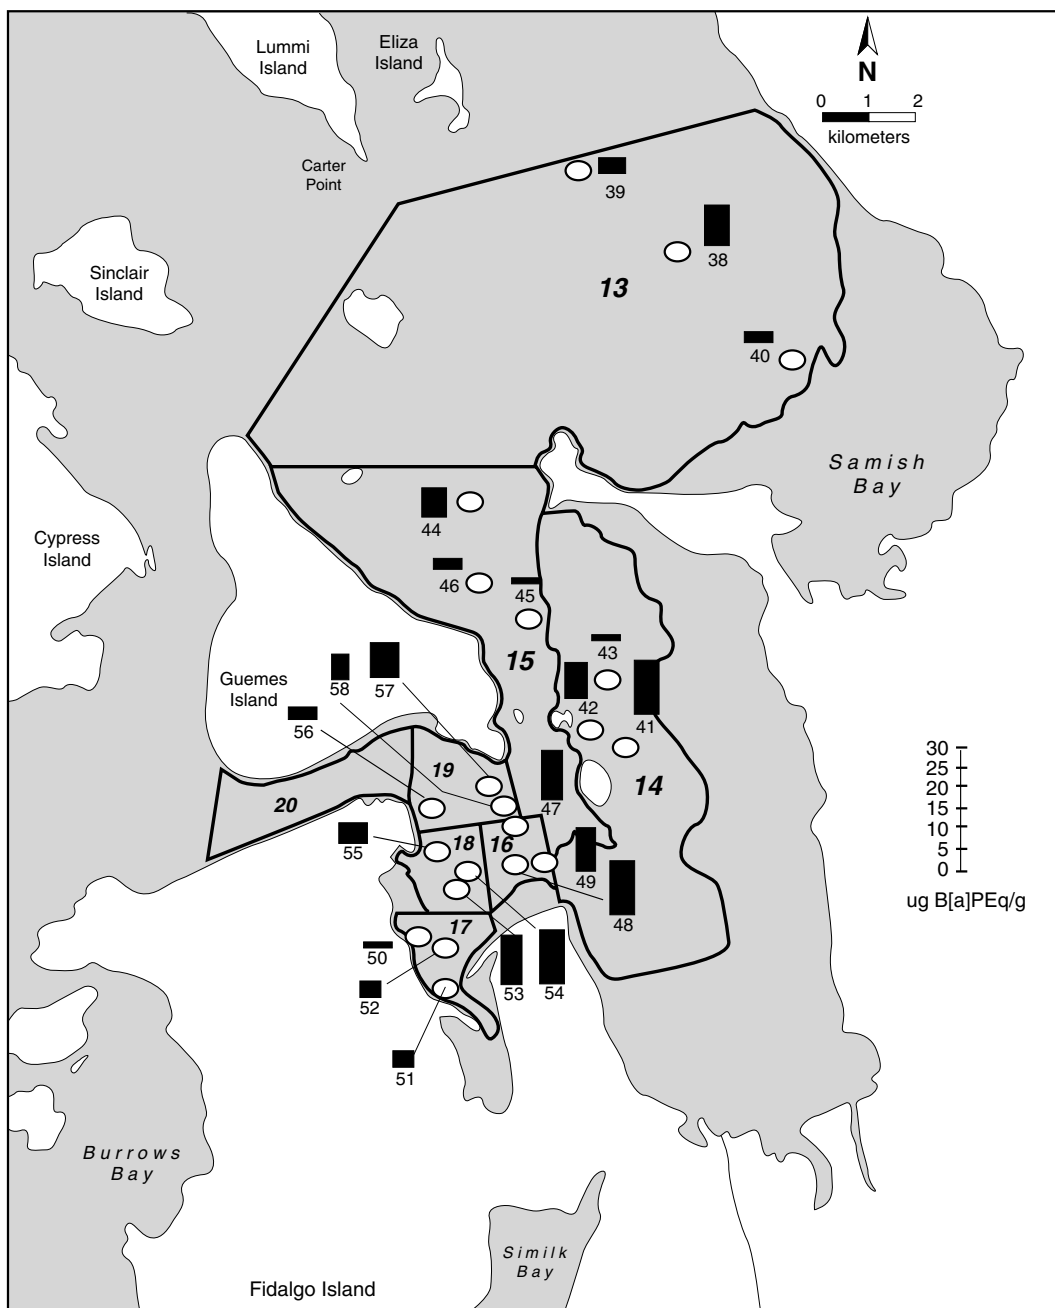 Lummi
Island
Eliza
Island
N
0 1 2
kilometers
Carter
Point
39
38
Sinclair
Island
13
40
Samish
Bay
44
Cypress
Island
46
45
15
43
Guemes
Island
58
57
42
41
56
19
47
14
20
30
25
20
15
10
5
0
ug B[a]PEq/g
55
18
16
49
48
17
50
52
53
54
51
Burrows
Bay
Similk
Bay
Fidalgo Island